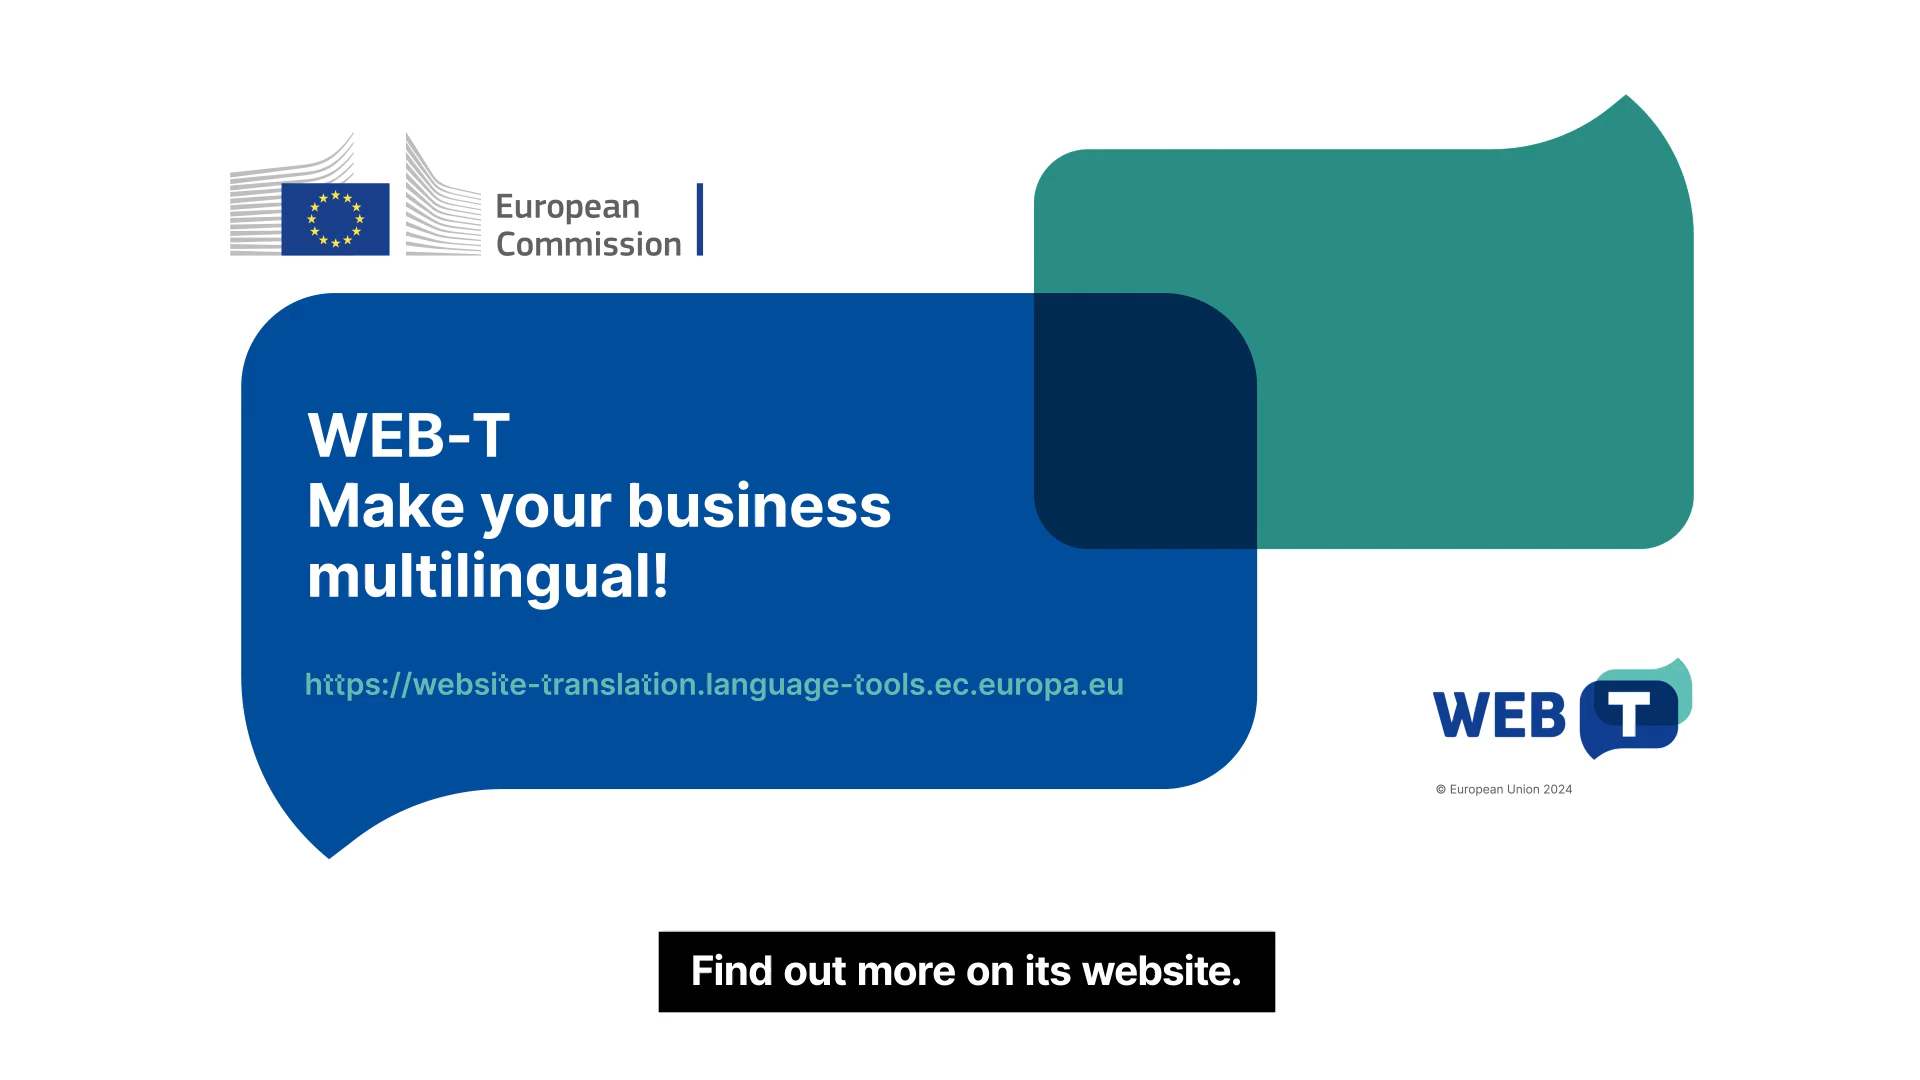 European
Commission
WEB-T
Make your business
multilingual!
https://website-translation.language-tools.ec.europa.eu
WEB T
© European Union 2024
Find out more on its website.